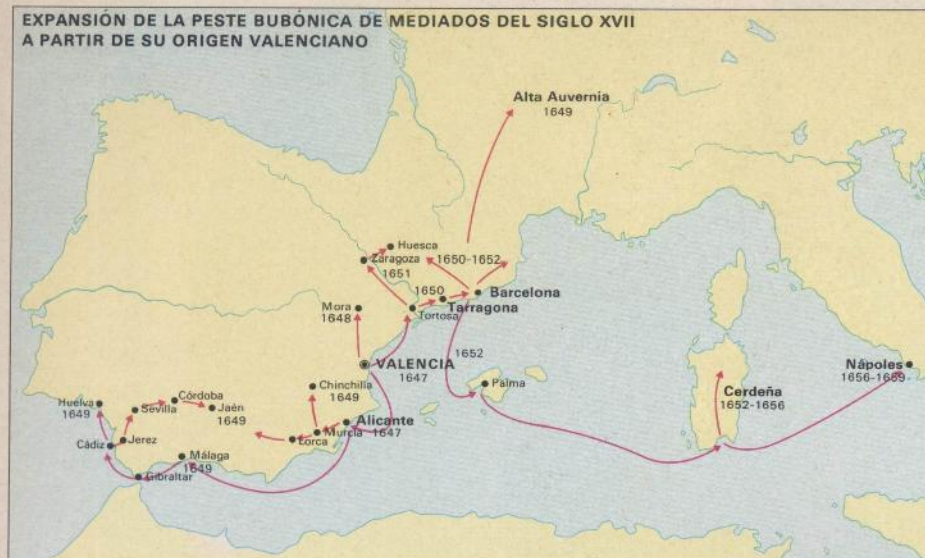 EXPANSIÓN DE LA PESTE BUBÓNICA DE MEDIADOS DEL SIGLO XVII
A PARTIR DE SU ORIGEN VALENCIANO
Alta Auvernia
1649
Huesca
Zaragoza
1650-1652
1651
1650
Barcelona
Tarragona
Tortosa
Mora
1648
VALENCIA
1647
1652
Palma
Nápoles
1656-1659
Cerdeña
1652-1656
Chinchilla
1649
Huelva
1649
Córdoba
Sevilla
Jaén
1649
Alicante
1647
Murcia
Lorca
Cádiz
Jerez
Málaga
1649
Gibraltar